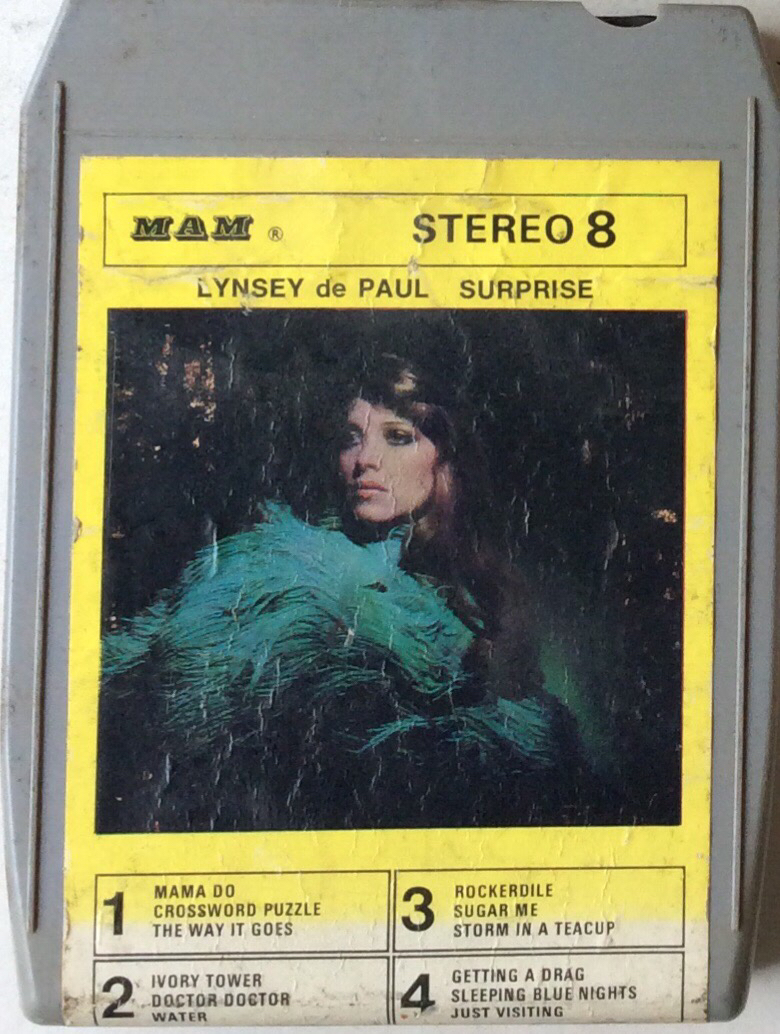 MAM ® STEREO 8
LYNSEY de PAUL SURPRISE
1 MAMA DO
CROSSWORD PUZZLE
THE WAY IT GOES
2 IVORY TOWER
DOCTOR DOCTOR
WATER
3 ROCKERDILE
SUGAR ME
STORM IN A TEACUP
4 GETTING A DRAG
SLEEPING BLUE NIGHTS
JUST VISITING